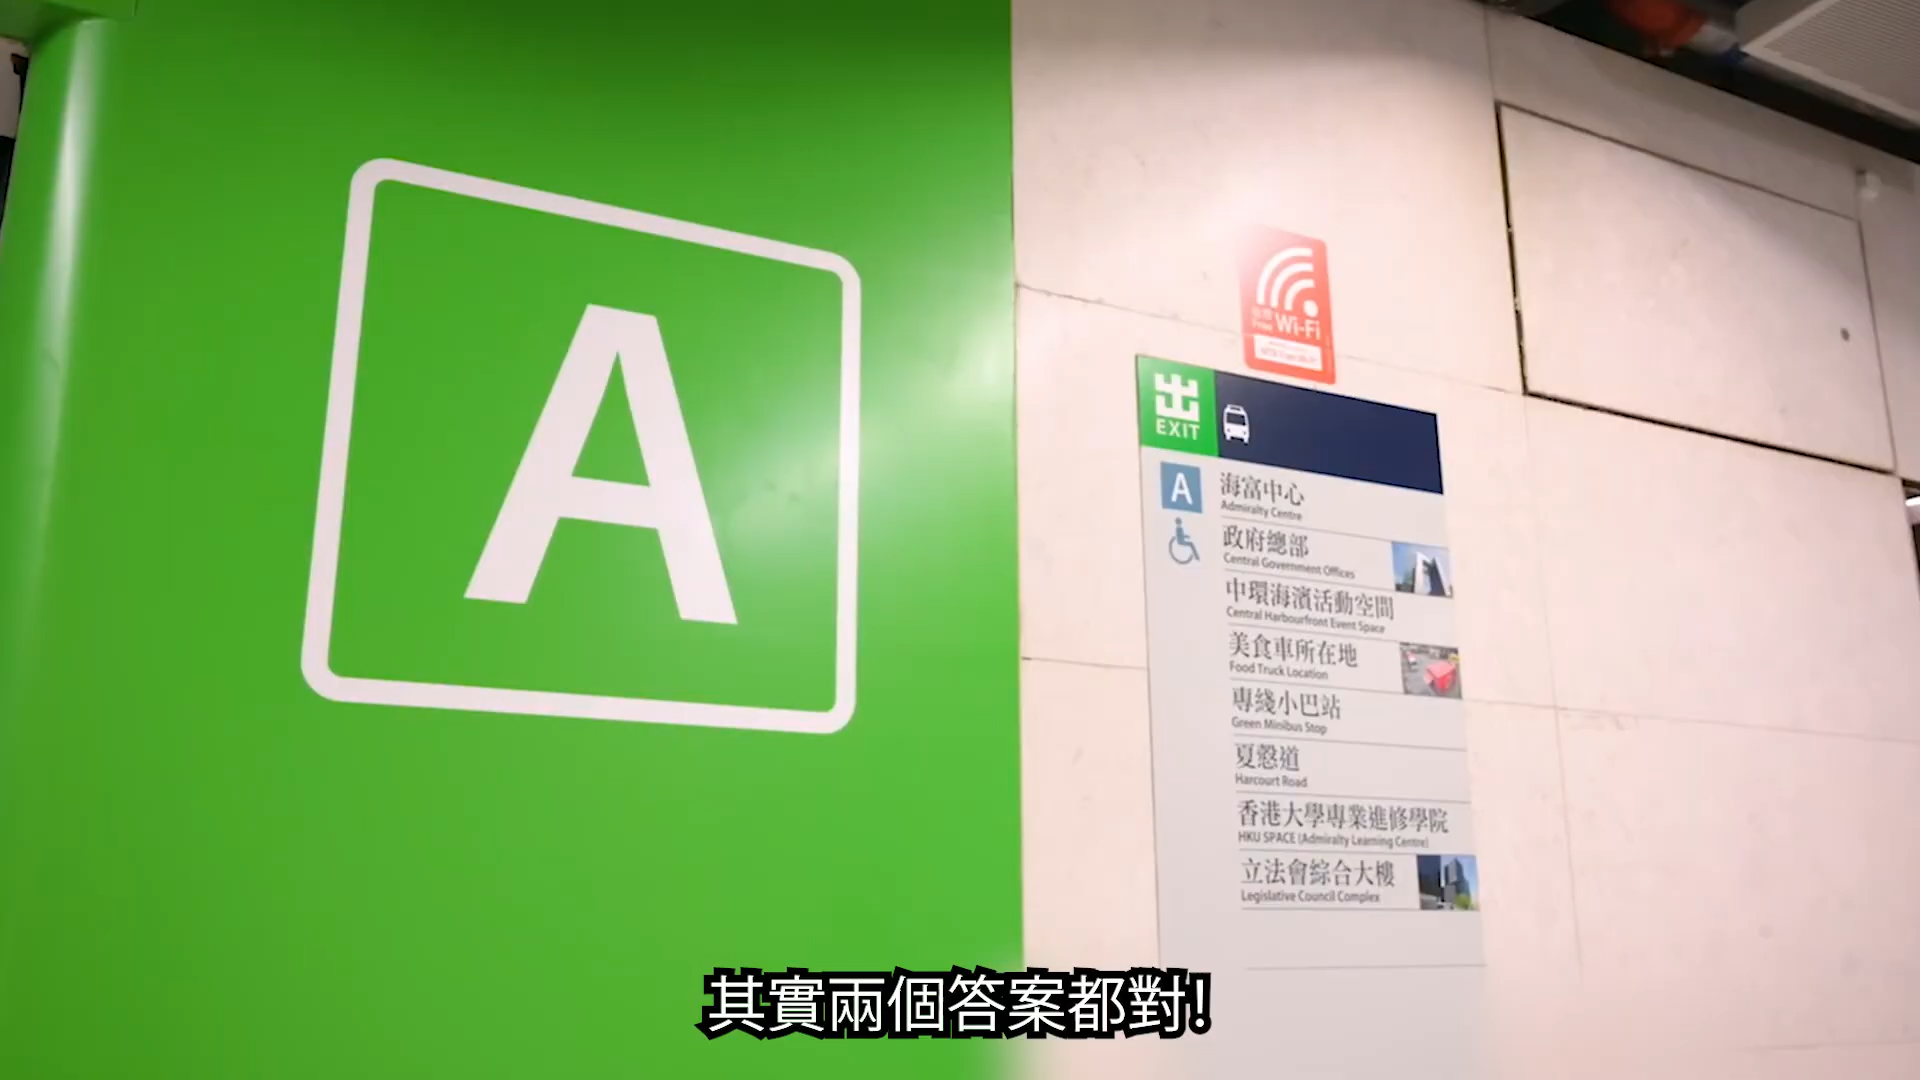 A
Free Wi-Fi
出
EXIT
A
海富中心
Admiralty Centre
政府總部
Central Government Offices
中環海濱活動空間
Central Harbourfront Event Space
美食車所在地
Food Truck Location
專綫小巴站
Green Minibus Stop
夏慤道
Harcourt Road
香港大學專業進修學院
HKU SPACE (Admiralty Learning Centre)
立法會綜合大樓
Legislative Council Complex
其實兩個答案都對!